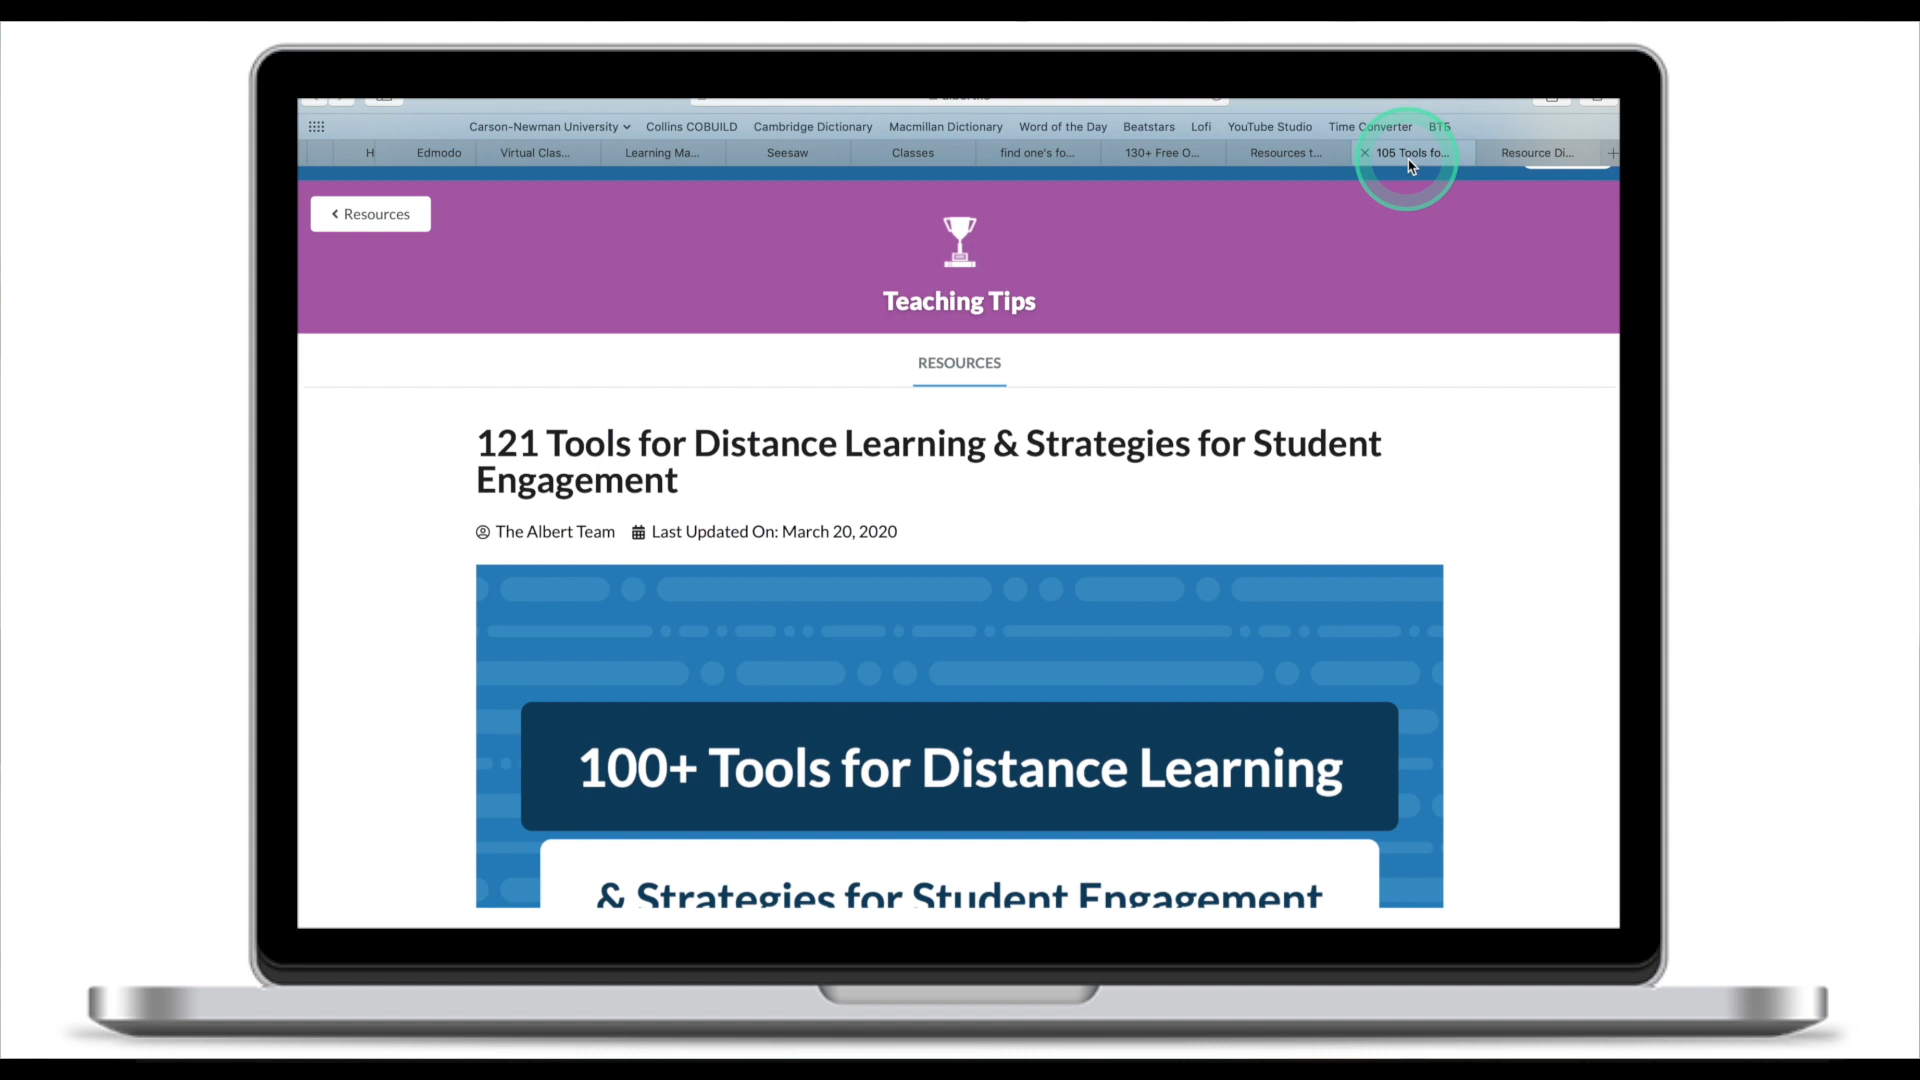 Carson-Newman University Collins COBUILD Cambridge Dictionary Macmillan Dictionary Word of the Day Beatstars Lofi YouTube Studio Time Converter BT5
H Edmodo Virtual Clas... Learning Ma... Seesaw Classes find one's fo... 130+ Free O... Resources t... 105 Tools fo... Resource Di...
Resources
Teaching Tips
RESOURCES
121 Tools for Distance Learning & Strategies for Student
Engagement
The Albert Team Last Updated On: March 20, 2020
100+ Tools for Distance Learning
& Strategies for Student Engagement